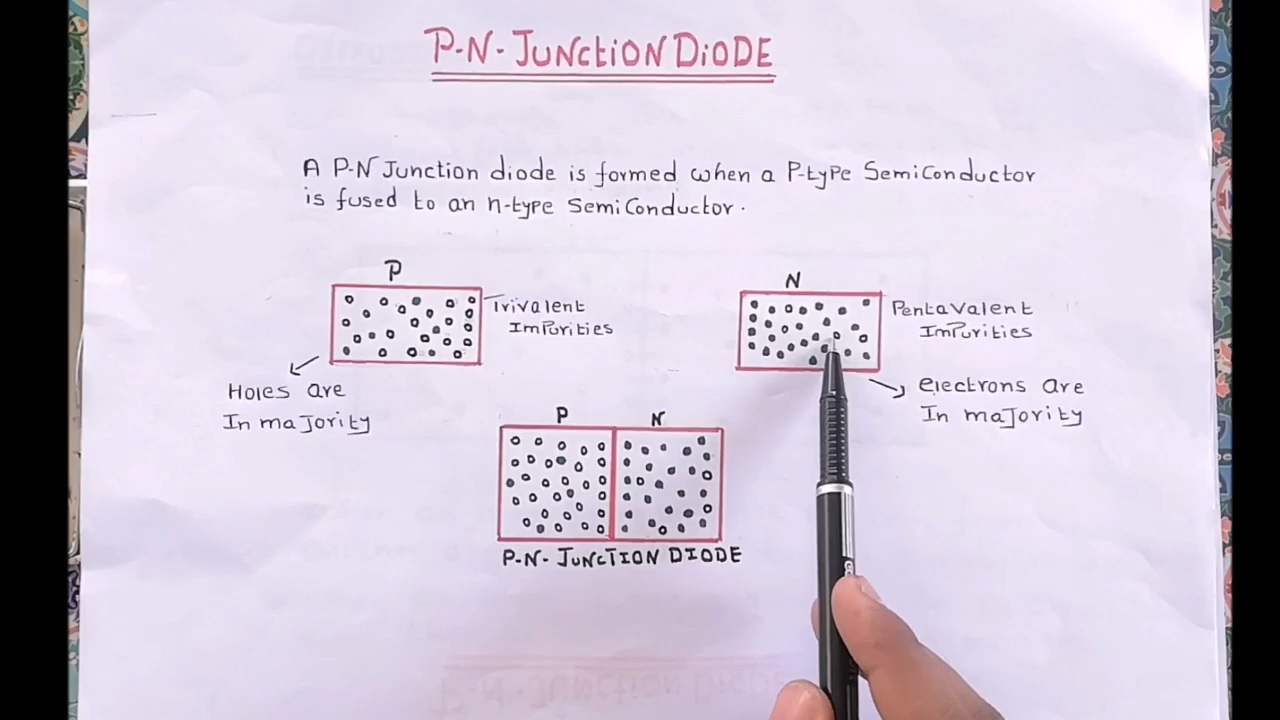 P-N-JUNCTION DIODE
A P-N Junction diode is formed when a P-type SemiConductor
is fused to an n-type SemiConductor.
P
N
Trivalent
ImPurities
PentaValent
ImPurities
Holes are
In majority
electrons are
In majority
P N
P-N- JUNCTION DIODE